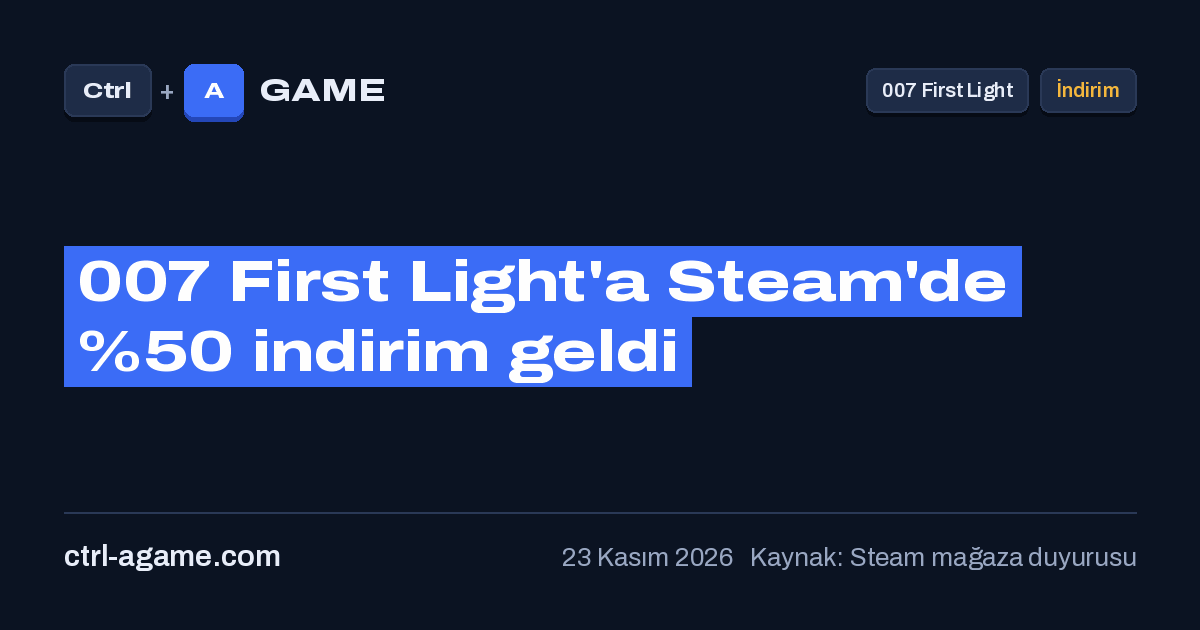 Ctrl + A GAME
007 First Light İndirim
007 First Light'a Steam'de
%50 indirim geldi
ctrl-agame.com
23 Kasım 2026 Kaynak: Steam mağaza duyurusu